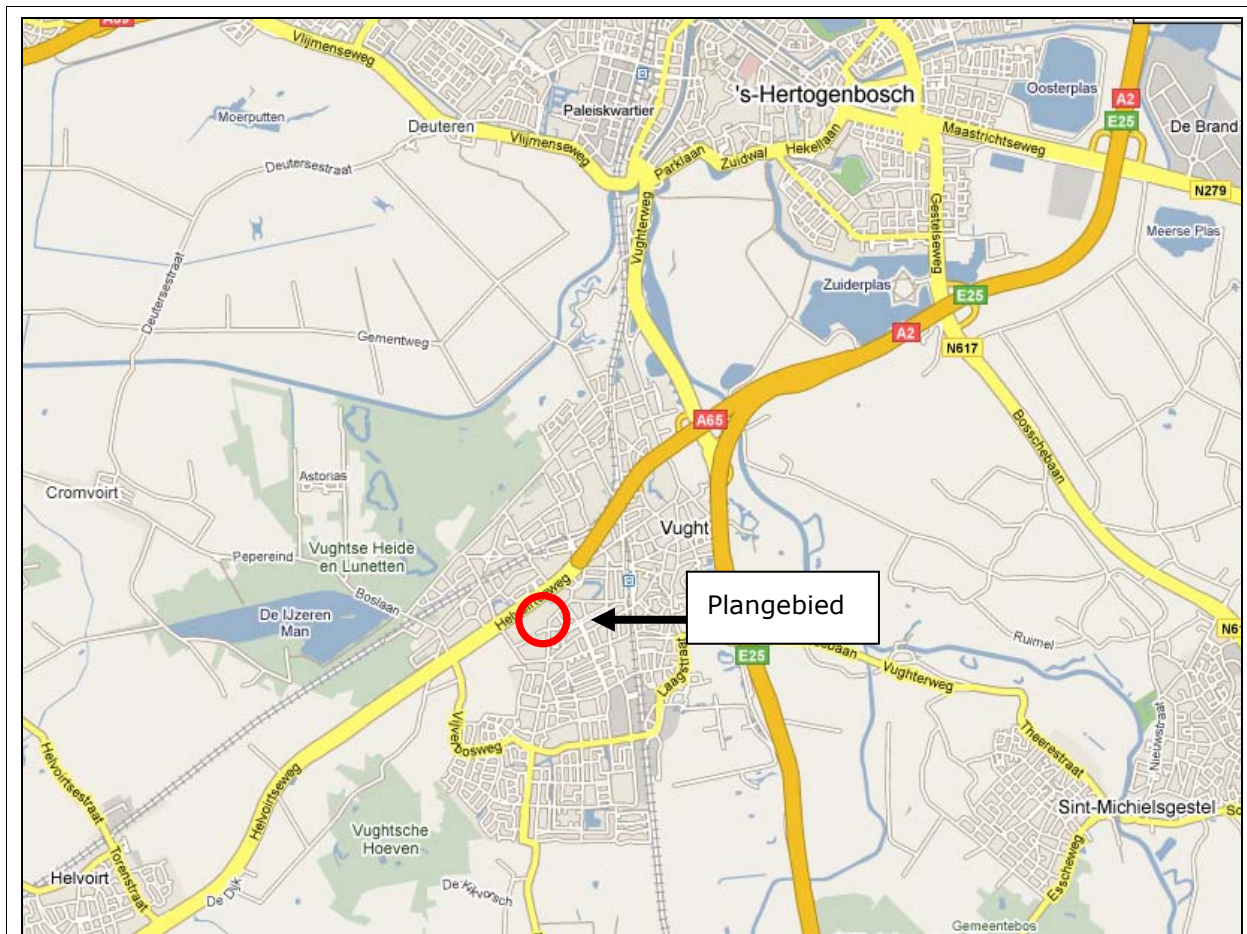 Vlijmenseweg
Moerputten
Deuteren
Vlijmenseweg
Paleiskwartier
's-Hertogenbosch
Oosterplas
A2
E25
De Brand
Maastrichtseweg
N279
Parklaan
Zuidwal
Hekellaan
Deutersestraat
Deutersestraat
Vughterweg
Gestelseweg
Meerse Plas
Zuiderplas
E25
A2
N617
Gementweg
A65
Bosschebaan
Astorias
Cromvoirt
Vught
Pepereind
Vughtse Heide
en Lunetten
Boslaan
De IJzeren
Man
Plangebied
Ruimel
E25
Vughterweg
Laagstraat
Theerestraat
Nieuwstraat
Helvoirtsestraat
Helvoirtseweg
Sint-Michielsgestel
Vughtsche
Hoeven
Helvoirt
Torenstraat
De Dijk
Esscheweg
Gemeentebos